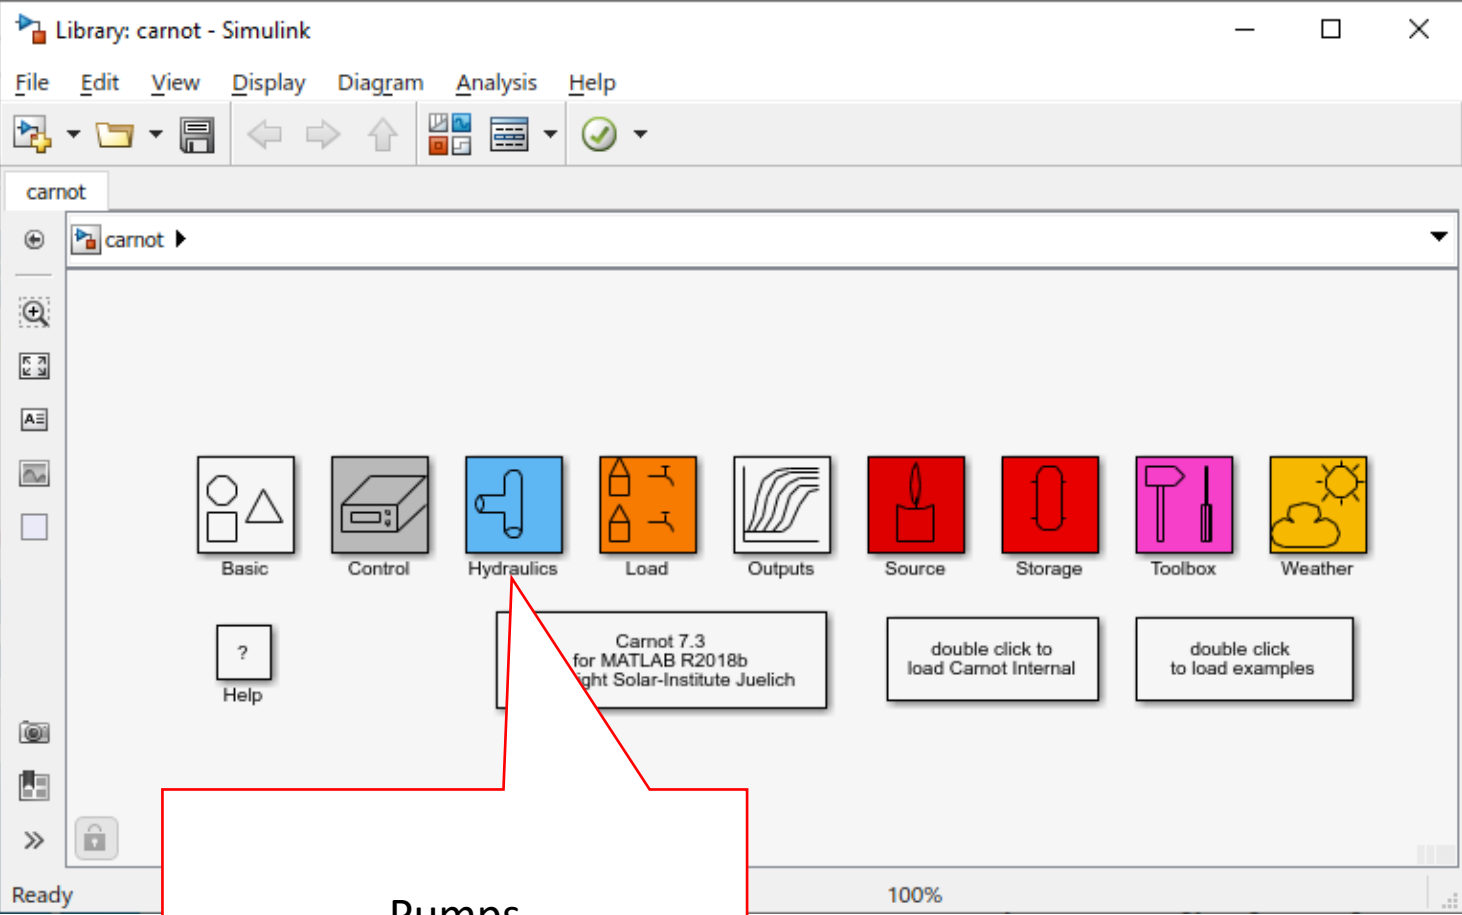 Library: carnot - Simulink
File Edit View Display Diagram Analysis Help
carnot
carnot
Basic Control Hydraulics Load Outputs Source Storage Toolbox Weather
?
Help
Carnot 7.3
for MATLAB R2018b
ight Solar-Institute Juelich
double click to
load Carnot Internal
double click
to load examples
Pumps
Ready 100%